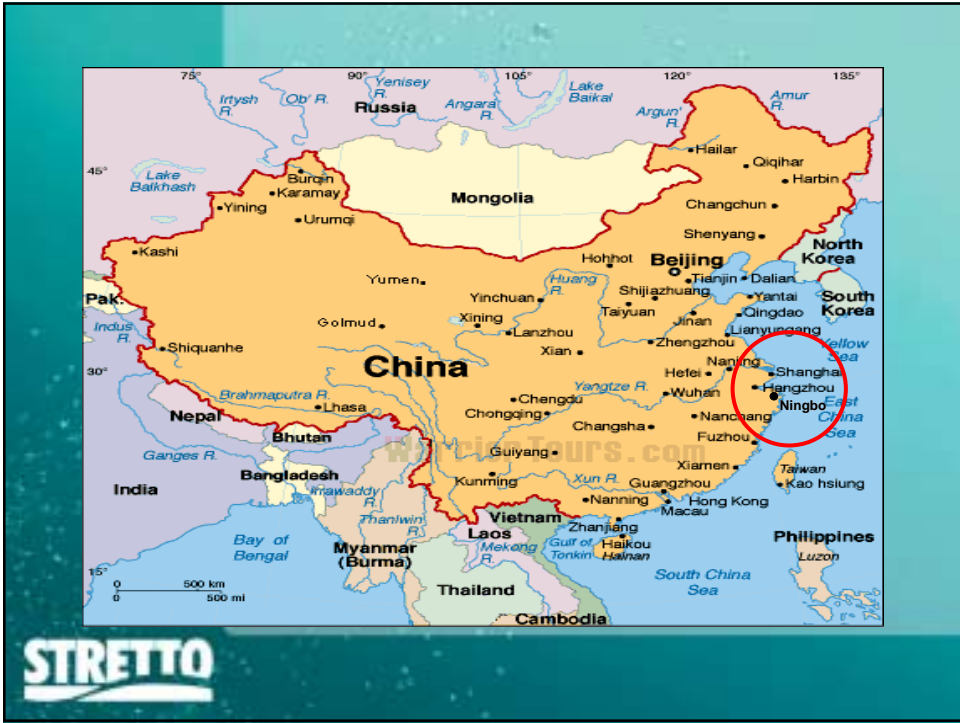 75° 90° 105° 120° 135°
Irtysh
R.
Ob' R.
Yenisey
R.
Russia
Angara
R.
Lake
Baikal
Argun'
R.
Amur
R.
45°
Lake
Balkhash
Hailar
Qiqihar
Harbin
Burqin
Karamay
Yining
Urumqi
Mongolia
Changchun
Shenyang
Kashi
Hohhot
Beijing
North
Korea
Tianjin
Dalian
Yumen
Huang
R.
Shijiazhuang
Yinchuan
Taiyuan
Yantai
South
Korea
Pak.
Indus
R.
Golmud
Xining
Lanzhou
Jinan
Qingdao
Lianyungang
Shiquanhe
Xian
Zhengzhou
Yellow
Sea
China
Nanjing
Hefei
Shanghai
30°
Hangzhou
Brahmaputra R.
Lhasa
Chengdu
Yangtze R.
Wuhan
Ningbo
East
China
Sea
Nepal
Chongqing
Nanchang
Changsha
Bhutan
WarriorTours.com
Fuzhou
Ganges R.
Guiyang
Bangladesh
Kunming
Xiamen
Taiwan
India
Irrawaddy
R.
Xun R.
Guangzhou
Kao hsiung
Nanning
Hong Kong
Macau
Thanlwin
R.
Vietnam
Laos
Zhanjiang
Bay of
Bengal
Myanmar
(Burma)
Mekong
R.
Gulf of
Tonkin
Haikou
Hainan
Philippines
Luzon
15°
0 500 km
0 500 mi
Thailand
South China
Sea
Cambodia
STRETTO